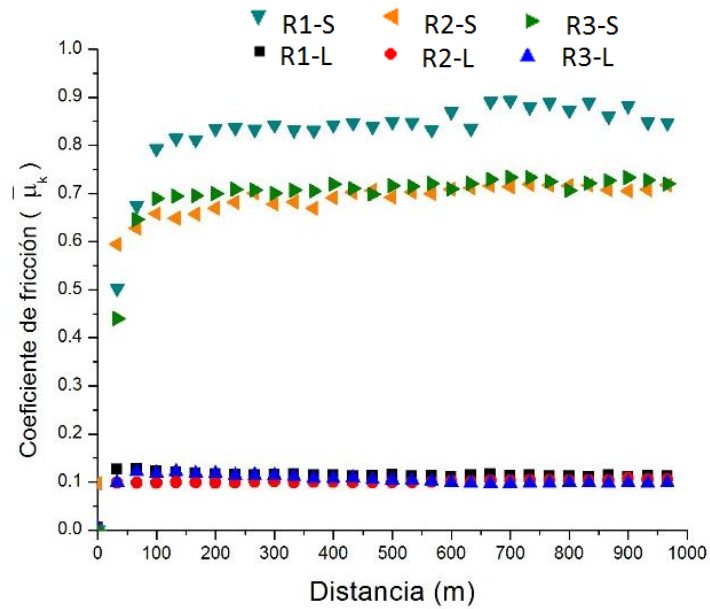 R1-S R2-S R3-S
R1-L R2-L R3-L
1.0
0.9
0.8
0.7
0.6
0.5
0.4
0.3
0.2
0.1
0.0
Coeficiente de fricción ( μ̅k )
0 100 200 300 400 500 600 700 800 900 1000
Distancia (m)